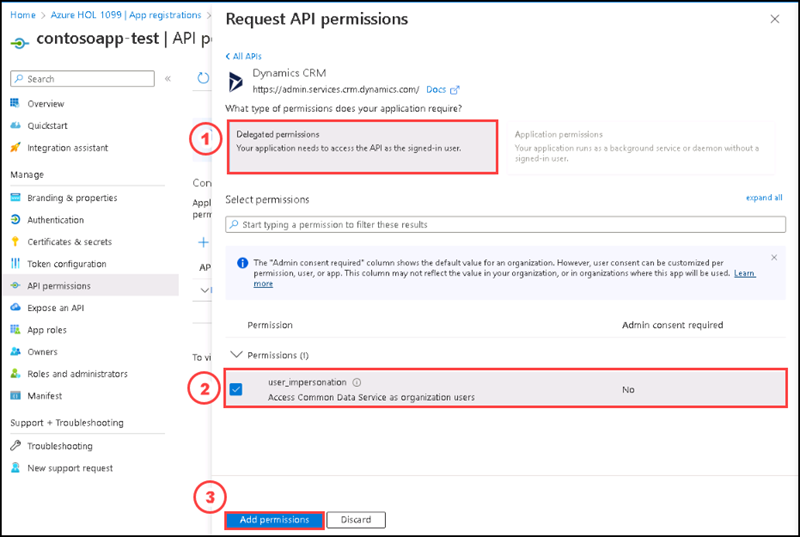 Home > Azure HOL 1099 | App registrations >
contosoapp-test | API p
Search
«
Overview
Quickstart
Integration assistant
Manage
Branding & properties
Authentication
Certificates & secrets
Token configuration
API permissions
Expose an API
App roles
Owners
Roles and administrators
Manifest
Support + Troubleshooting
Troubleshooting
New support request
Con
Appl
perm
AP
To vi
Request API permissions
All APIs
Dynamics CRM
https://admin.services.crm.dynamics.com/ Docs
What type of permissions does your application require?
1
Delegated permissions
Your application needs to access the API as the signed-in user.
Application permissions
Your application runs as a background service or daemon without a
signed-in user.
Select permissions
expand all
Start typing a permission to filter these results
The "Admin consent required" column shows the default value for an organization. However, user consent can be customized per
permission, user, or app. This column may not reflect the value in your organization, or in organizations where this app will be used. Learn
more
Permission Admin consent required
Permissions (1)
2
user_impersonation
Access Common Data Service as organization users
No
3
Add permissions Discard